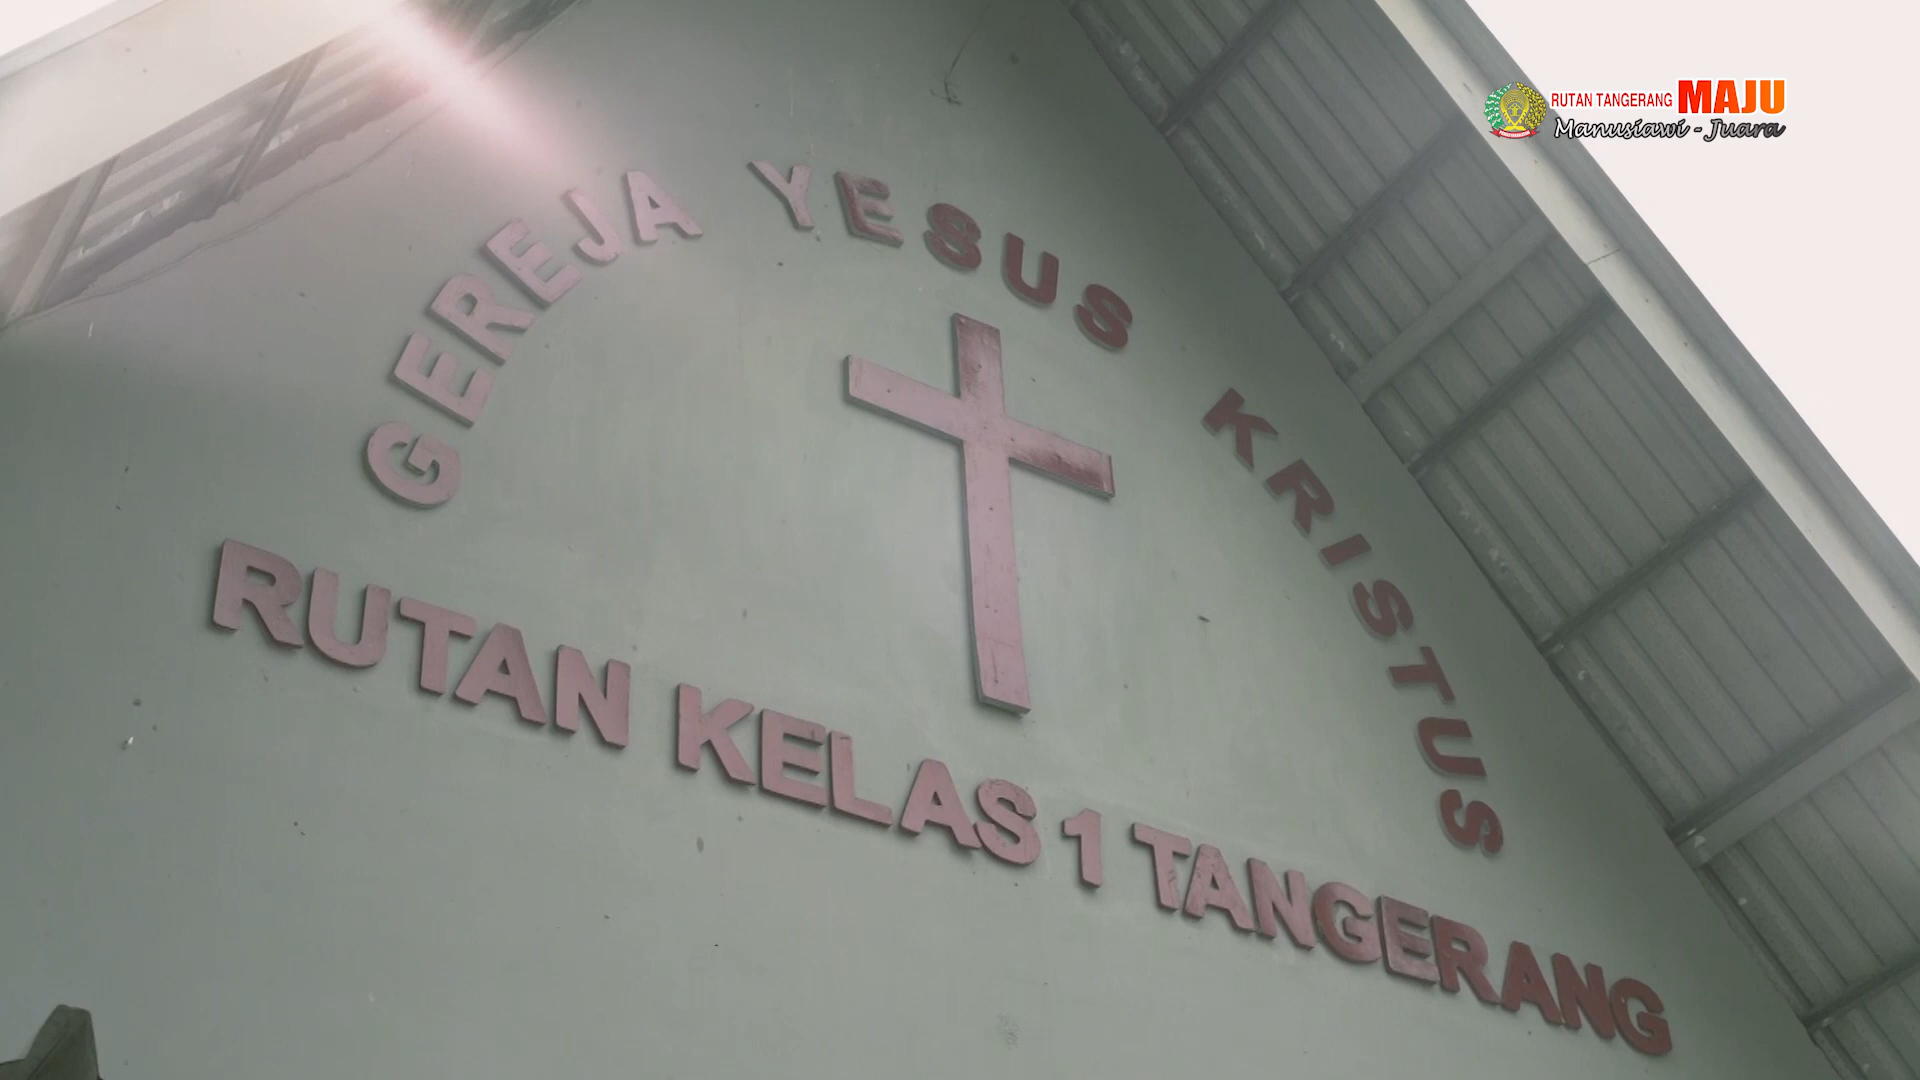 GEREJA YESUS KRISTUS
RUTAN KELAS 1 TANGERANG
RUTAN TANGERANG MAJU
Manusiawi - Juara